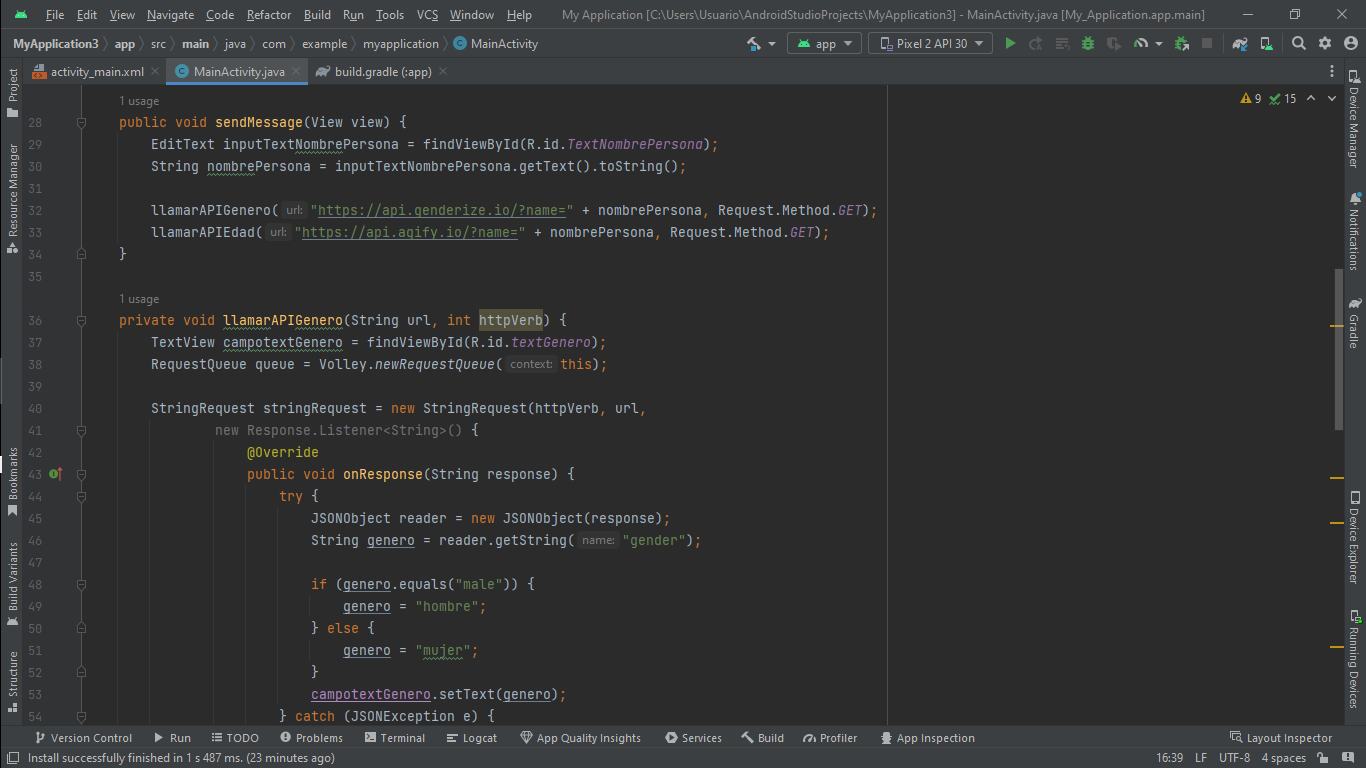 File Edit View Navigate Code Refactor Build Run Tools VCS Window Help My Application [C:\Users\Usuario\AndroidStudioProjects\MyApplication3] - MainActivity.java [My_Application.app.main]
MyApplication3 app src main java com example myapplication MainActivity app Pixel 2 API 30
activity_main.xml MainActivity.java build.gradle (:app)
Project
Resource Manager
Bookmarks
Build Variants
Structure
9 15
1 usage
28 public void sendMessage(View view) {
29 EditText inputTextNombrePersona = findViewById(R.id.TextNombrePersona);
30 String nombrePersona = inputTextNombrePersona.getText().toString();
31
32 llamarAPIGenero( url: "https://api.genderize.io/?name=" + nombrePersona, Request.Method.GET);
33 llamarAPIEdad( url: "https://api.agify.io/?name=" + nombrePersona, Request.Method.GET);
34 }
35
1 usage
36 private void llamarAPIGenero(String url, int httpVerb) {
37 TextView campotextGenero = findViewById(R.id.textGenero);
38 RequestQueue queue = Volley.newRequestQueue( context: this);
39
40 StringRequest stringRequest = new StringRequest(httpVerb, url,
41 new Response.Listener<String>() {
42 @Override
43 public void onResponse(String response) {
44 try {
45 JSONObject reader = new JSONObject(response);
46 String genero = reader.getString( name: "gender");
47
48 if (genero.equals("male")) {
49 genero = "hombre";
50 } else {
51 genero = "mujer";
52 }
53 campotextGenero.setText(genero);
54 } catch (JSONException e) {
Device Manager
Notifications
Gradle
Device Explorer
Running Devices
Version Control Run TODO Problems Terminal Logcat App Quality Insights Services Build Profiler App Inspection Layout Inspector
Install successfully finished in 1 s 487 ms. (23 minutes ago) 16:39 LF UTF-8 4 spaces